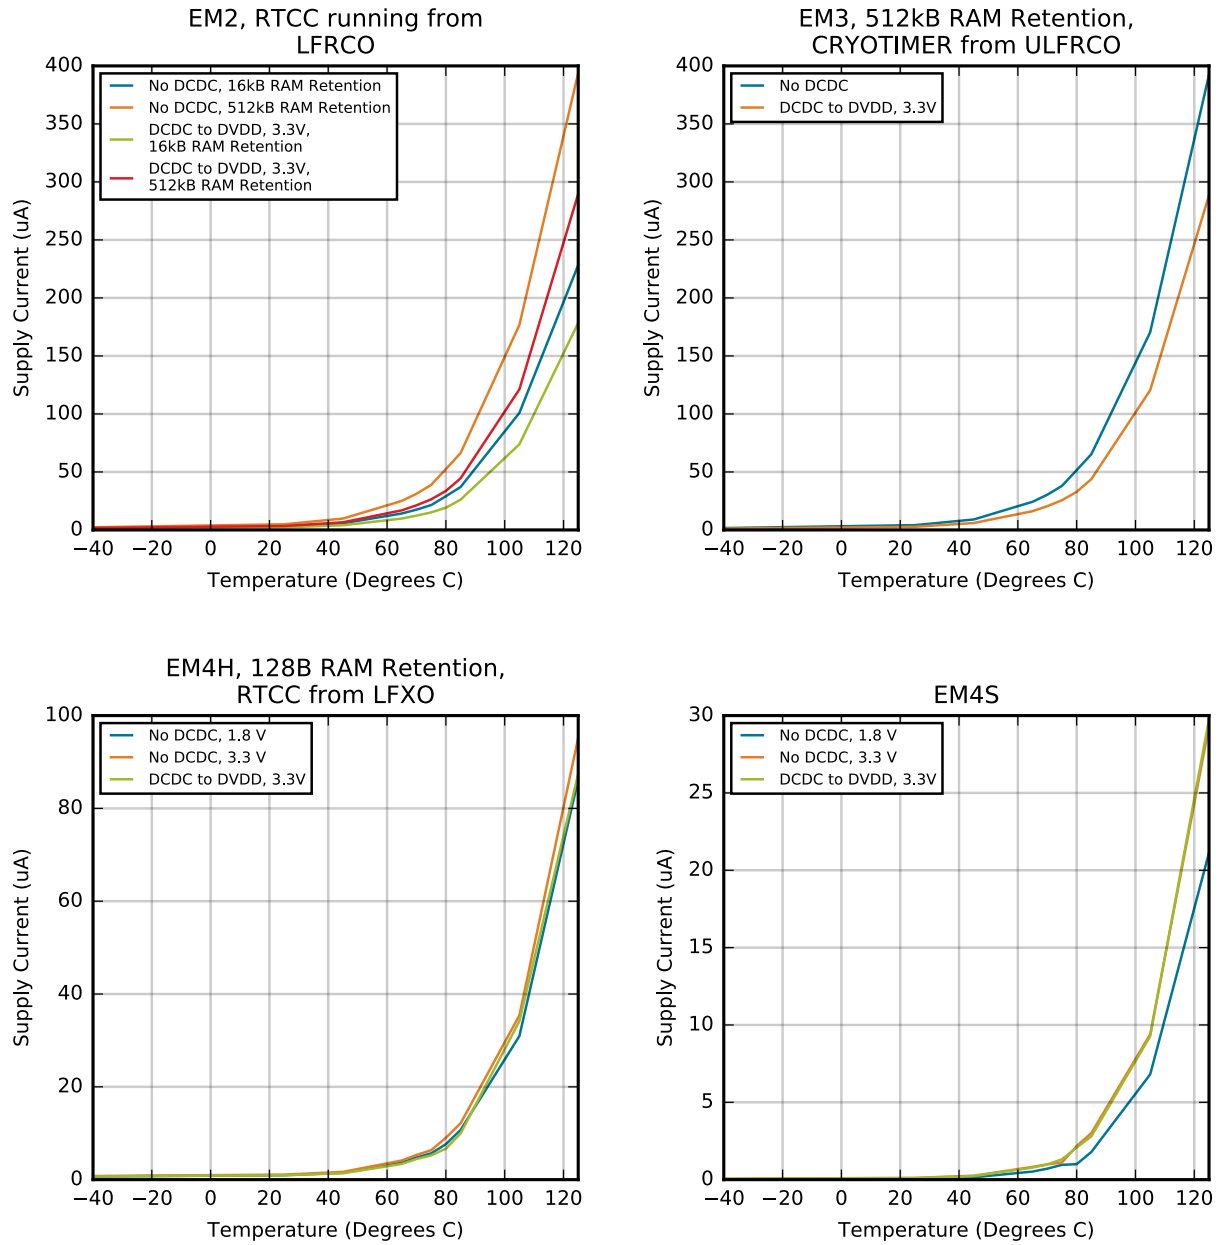 EM2, RTCC running from
LFRCO
400
350
300
250
200
150
100
50
0
Supply Current (uA)
No DCDC, 16kB RAM Retention
No DCDC, 512kB RAM Retention
DCDC to DVDD, 3.3V,
16kB RAM Retention
DCDC to DVDD, 3.3V,
512kB RAM Retention
−40 −20 0 20 40 60 80 100 120
Temperature (Degrees C)
EM3, 512kB RAM Retention,
CRYOTIMER from ULFRCO
400
350
300
250
200
150
100
50
0
Supply Current (uA)
No DCDC
DCDC to DVDD, 3.3V
−40 −20 0 20 40 60 80 100 120
Temperature (Degrees C)
EM4H, 128B RAM Retention,
RTCC from LFXO
100
80
60
40
20
0
Supply Current (uA)
No DCDC, 1.8 V
No DCDC, 3.3 V
DCDC to DVDD, 3.3V
−40 −20 0 20 40 60 80 100 120
Temperature (Degrees C)
EM4S
30
25
20
15
10
5
0
Supply Current (uA)
No DCDC, 1.8 V
No DCDC, 3.3 V
DCDC to DVDD, 3.3V
−40 −20 0 20 40 60 80 100 120
Temperature (Degrees C)